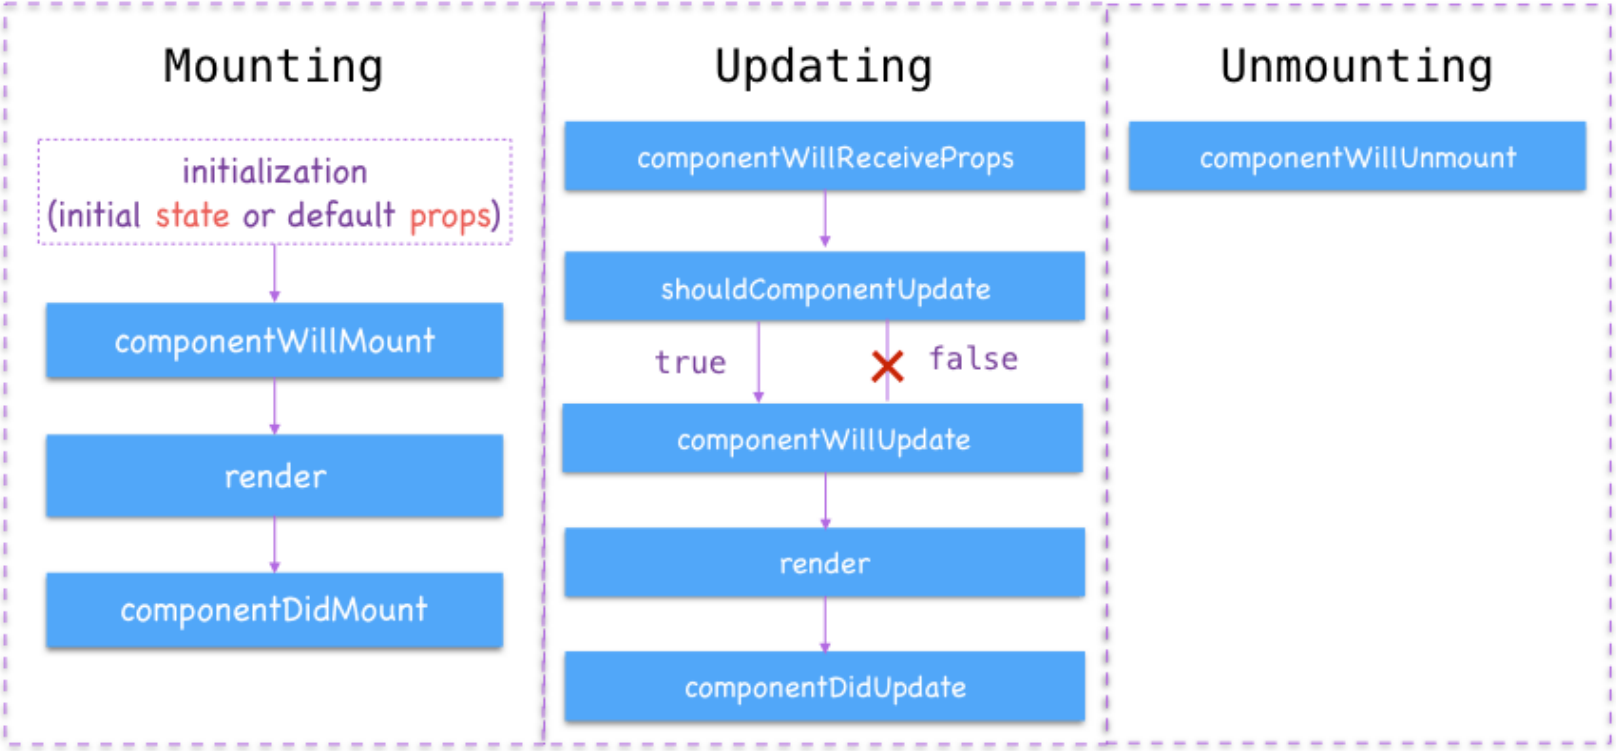 Mounting
initialization
(initial state or default props)
componentWillMount
render
componentDidMount
Updating
componentWillReceiveProps
shouldComponentUpdate
true
false
componentWillUpdate
render
componentDidUpdate
Unmounting
componentWillUnmount